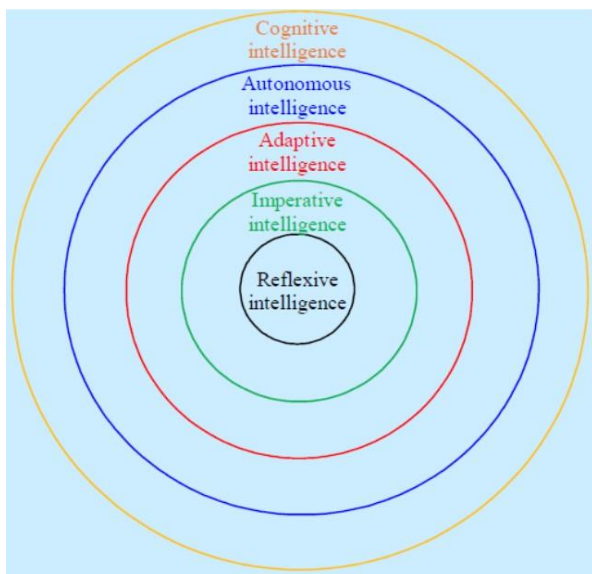 Cognitive
intelligence
Autonomous
intelligence
Adaptive
intelligence
Imperative
intelligence
Reflexive
intelligence